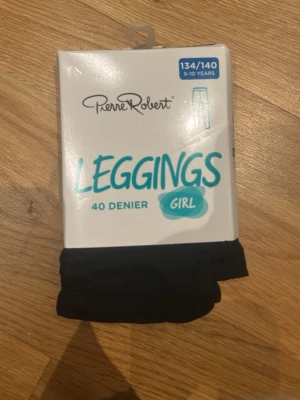 134/140
9-10 YEARS
Pierre Robert
LEGGINGS
40 DENIER
GIRL